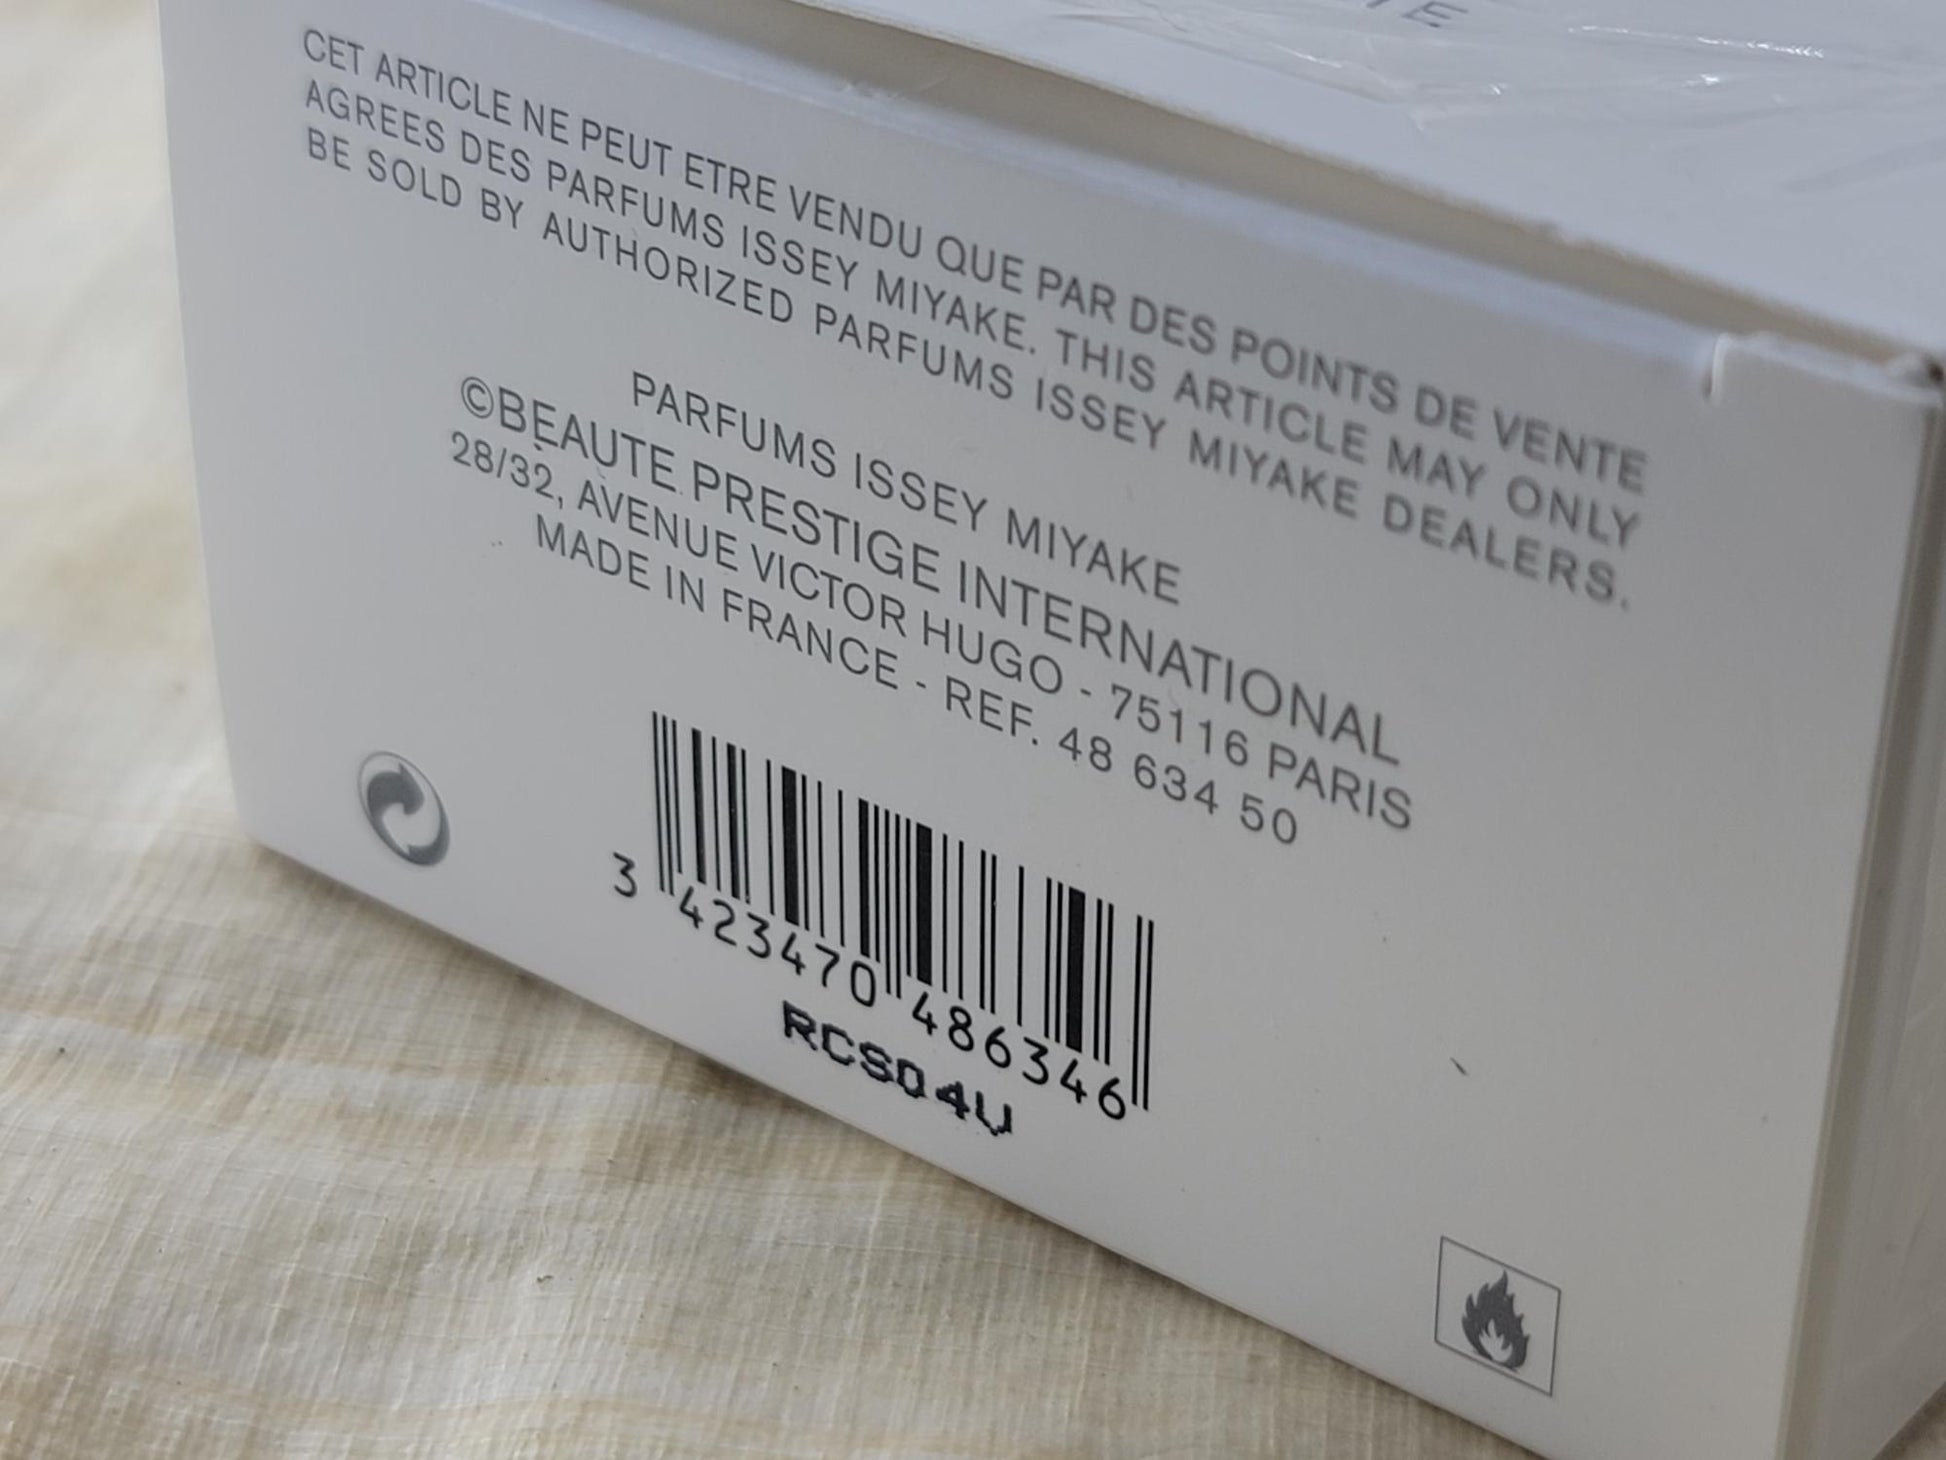 CET ARTICLE NE PEUT ETRE VENDU QUE PAR DES POINTS DE VENTE
AGREES DES PARFUMS ISSEY MIYAKE. THIS ARTICLE MAY ONLY
BE SOLD BY AUTHORIZED PARFUMS ISSEY MIYAKE DEALERS.
PARFUMS ISSEY MIYAKE
©BEAUTE PRESTIGE INTERNATIONAL
28/32, AVENUE VICTOR HUGO - 75116 PARIS
MADE IN FRANCE - REF. 48 634 50
3 423470 486346
RCS04U